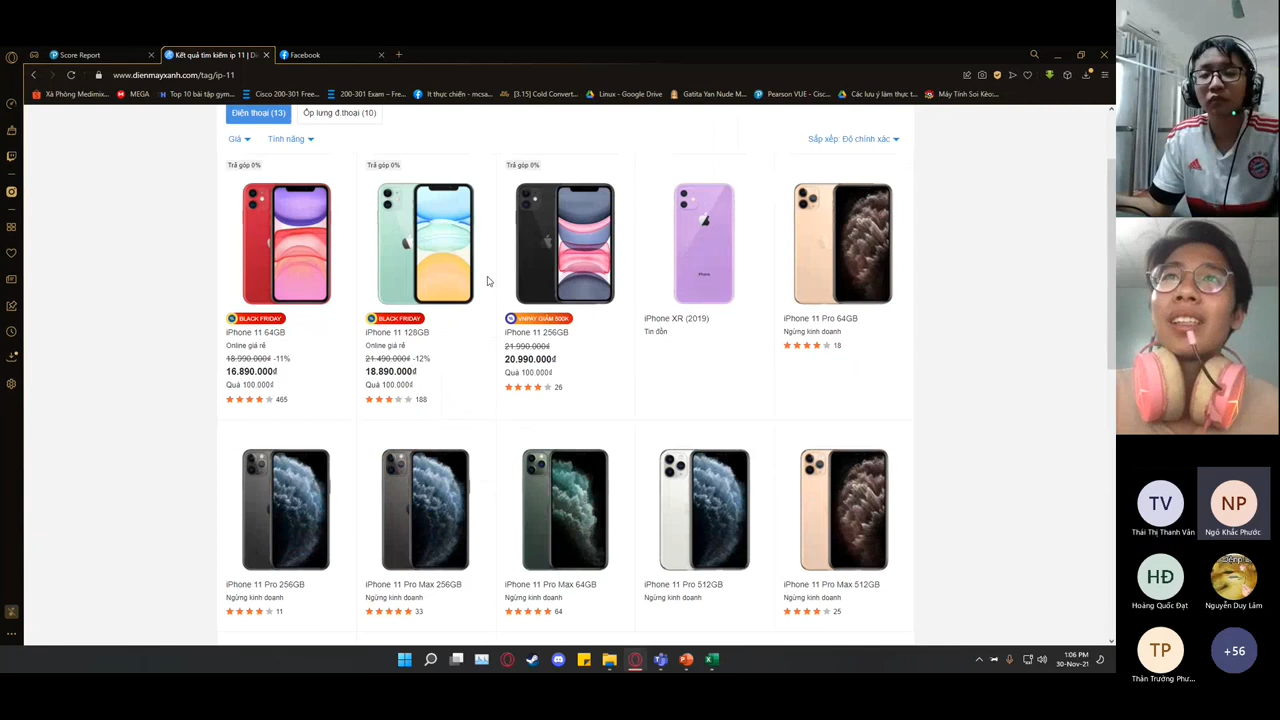 Score Report
Kết quả tìm kiếm ip 11 | Di
Facebook
www.dienmayxanh.com/tag/ip-11
Xà Phòng Medimix...
MEGA
Top 10 bài tập gym...
Cisco 200-301 Free...
200-301 Exam – Fre...
It thực chiến - mcsa...
[3.15] Cold Convert...
Linux - Google Drive
Gatita Yan Nude M...
Pearson VUE - Cisc...
Các lưu ý làm thực t...
Máy Tính Soi Kèo:...
Điện thoại (13)
Ốp lưng đ.thoại (10)
Giá
Tính năng
Sắp xếp: Độ chính xác
Trả góp 0%
Trả góp 0%
Trả góp 0%
BLACK FRIDAY
iPhone 11 64GB
Online giá rẻ
18.990.000₫ -11%
16.890.000₫
Quà 100.000₫
465
BLACK FRIDAY
iPhone 11 128GB
Online giá rẻ
21.490.000₫ -12%
18.890.000₫
Quà 100.000₫
188
VNPAY GIẢM 500K
iPhone 11 256GB
21.990.000₫
20.990.000₫
Quà 100.000₫
26
iPhone XR (2019)
Tin đồn
iPhone 11 Pro 64GB
Ngừng kinh doanh
18
iPhone 11 Pro 256GB
Ngừng kinh doanh
11
iPhone 11 Pro Max 256GB
Ngừng kinh doanh
33
iPhone 11 Pro Max 64GB
Ngừng kinh doanh
64
iPhone 11 Pro 512GB
Ngừng kinh doanh
iPhone 11 Pro Max 512GB
Ngừng kinh doanh
25
1:06 PM
30-Nov-21
TV
Thái Thị Thanh Vân
NP
Ngô Khắc Phước
HĐ
Hoàng Quốc Đạt
Nguyễn Duy Lâm
TP
Thân Trường Phư...
+56